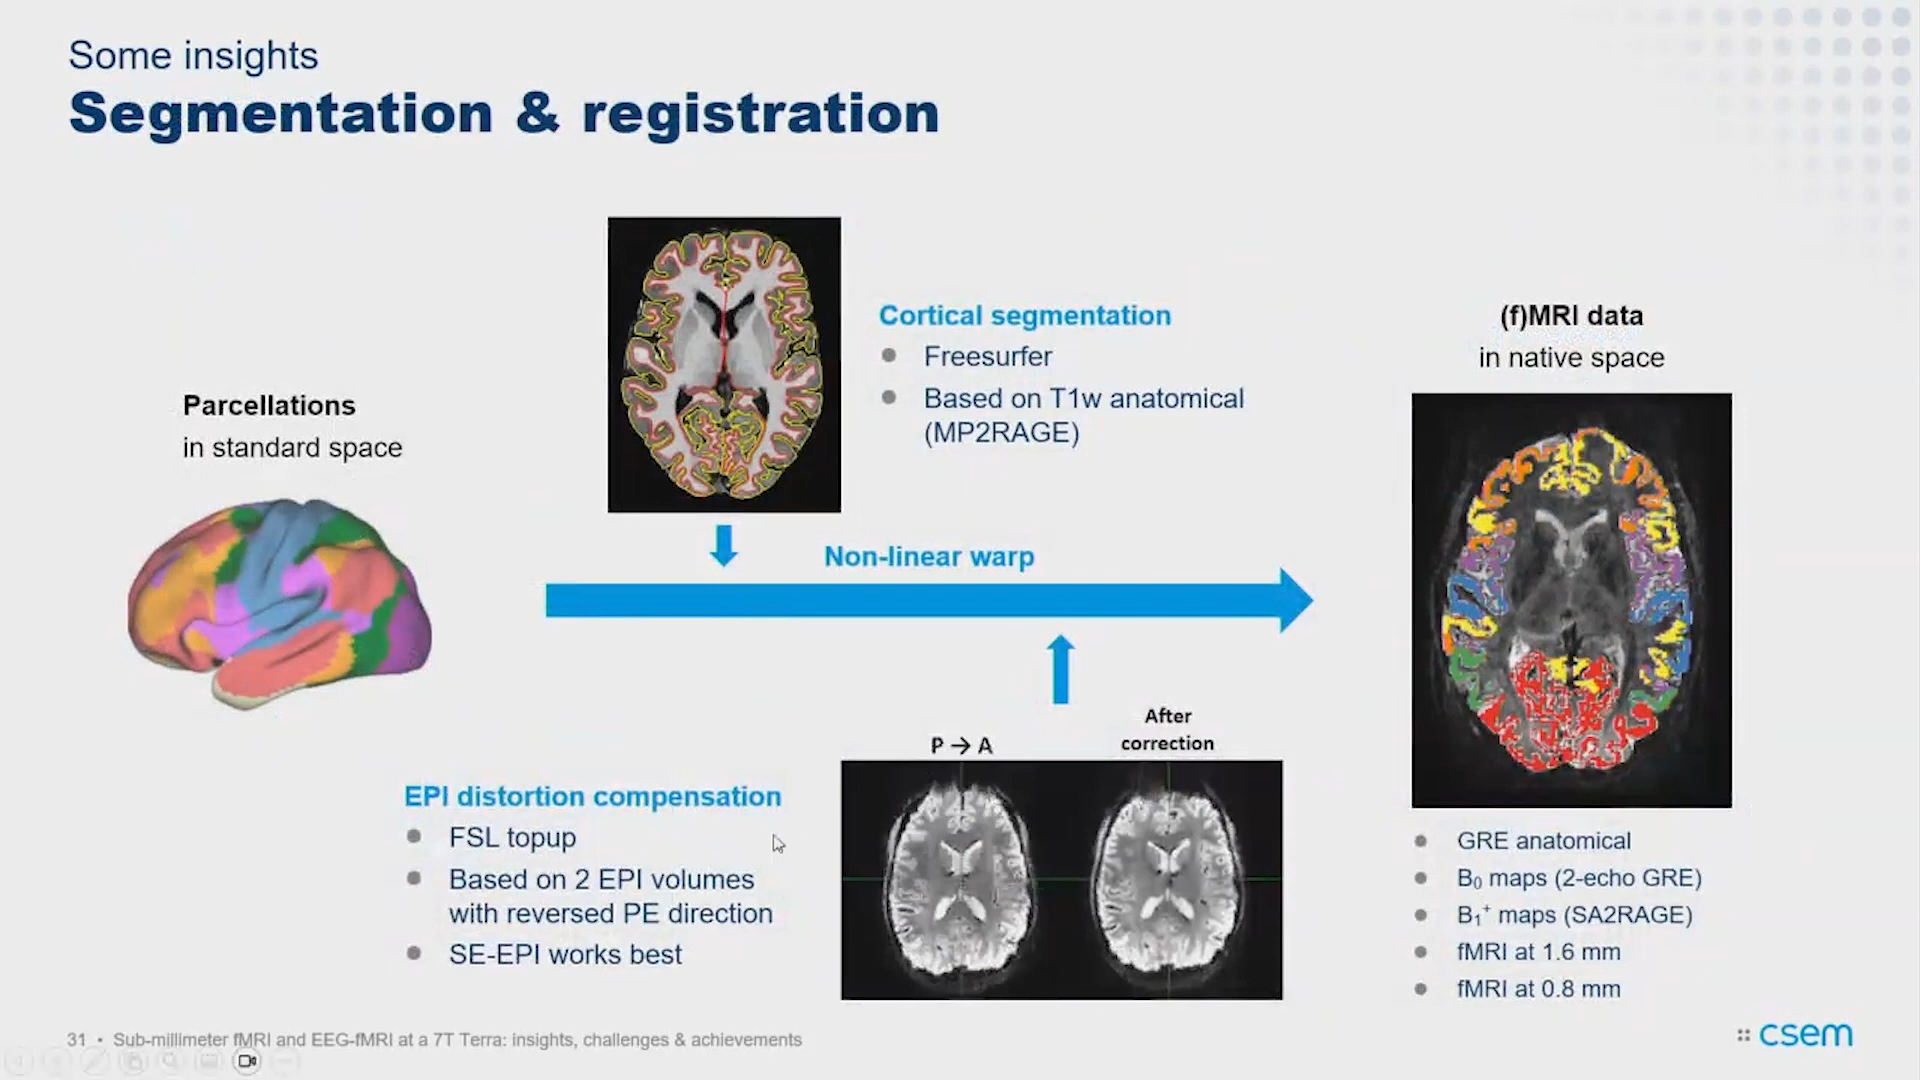 Some insights
Segmentation & registration
Parcellations
in standard space
Cortical segmentation
Freesurfer
Based on T1w anatomical
(MP2RAGE)
Non-linear warp
EPI distortion compensation
FSL topup
Based on 2 EPI volumes
with reversed PE direction
SE-EPI works best
P → A
After
correction
(f)MRI data
in native space
GRE anatomical
B₀ maps (2-echo GRE)
B₁⁺ maps (SA2RAGE)
fMRI at 1.6 mm
fMRI at 0.8 mm
31 • Sub-millimeter fMRI and EEG-fMRI at a 7T Terra: insights, challenges & achievements
csem